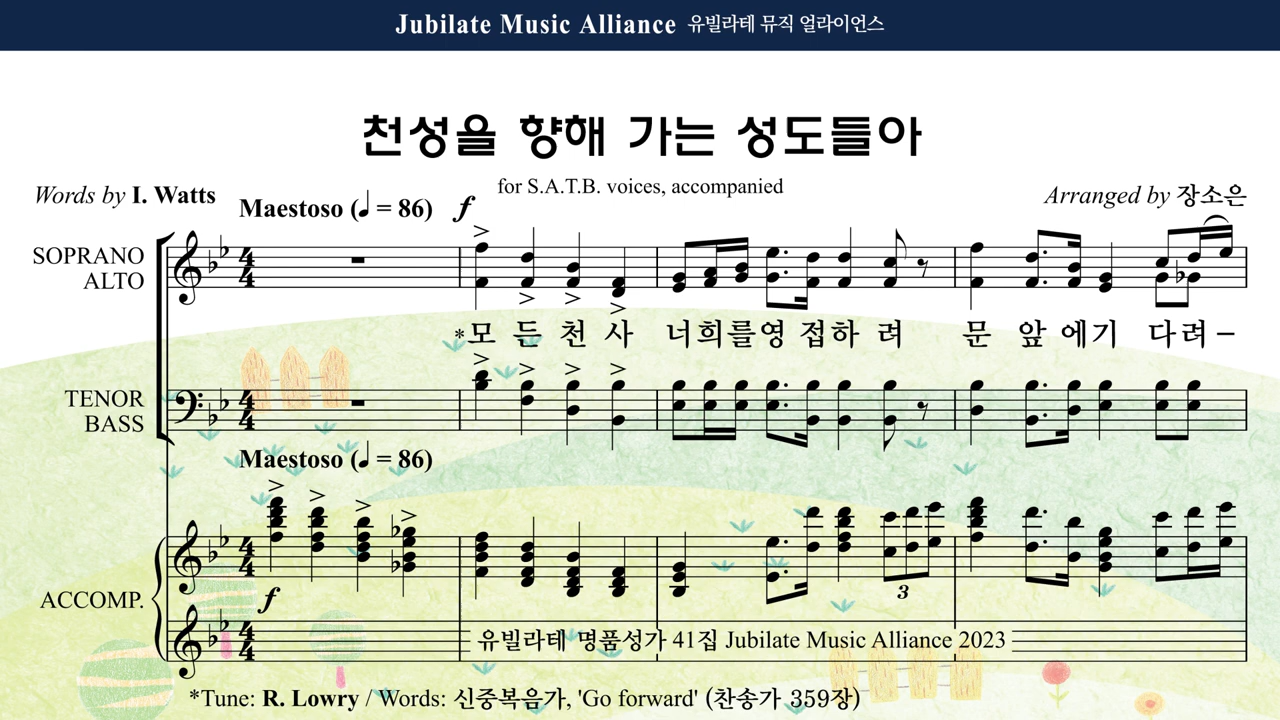 Jubilate Music Alliance 유빌라테 뮤직 얼라이언스
천성을 향해 가는 성도들아
for S.A.T.B. voices, accompanied
Words by I. Watts
Arranged by 장소은
Maestoso (♩ = 86) f
SOPRANO
ALTO
*모 든 천 사 너희를영 접하 려 문 앞 에기 다려–
TENOR
BASS
Maestoso (♩ = 86)
f
3
ACCOMP.
유빌라테 명품성가 41집 Jubilate Music Alliance 2023
*Tune: R. Lowry / Words: 신중복음가, 'Go forward' (찬송가 359장)